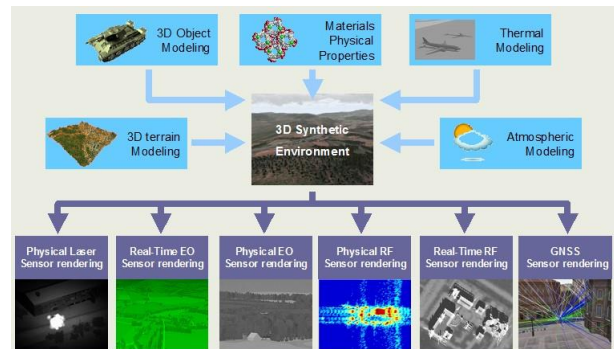 3D Object
Modeling
Materials
Physical
Properties
Thermal
Modeling
3D terrain
Modeling
3D Synthetic
Environment
Atmospheric
Modeling
Physical Laser
Sensor rendering
Real-Time EO
Sensor rendering
Physical EO
Sensor rendering
Physical RF
Sensor rendering
Real-Time RF
Sensor rendering
GNSS
Sensor rendering